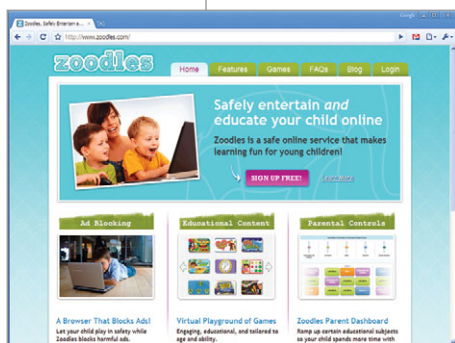 Google
Zoodles, Safely Entertain a...
http://www.zoodles.com/
zoodles
Home Features Games FAQs Blog Login
Safely entertain and
educate your child online
Zoodles is a safe online service that makes
learning fun for young children!
SIGN UP FREE!
Learn More
Ad Blocking
A Browser That Blocks Ads!
Let your child play in safety while
Zoodles blocks harmful ads.
Educational Content
Virtual Playground of Games
Engaging, educational, and tailored to
age and ability.
Parental Controls
Zoodles Parent Dashboard
Ramp up certain educational subjects
so your child spends more time with